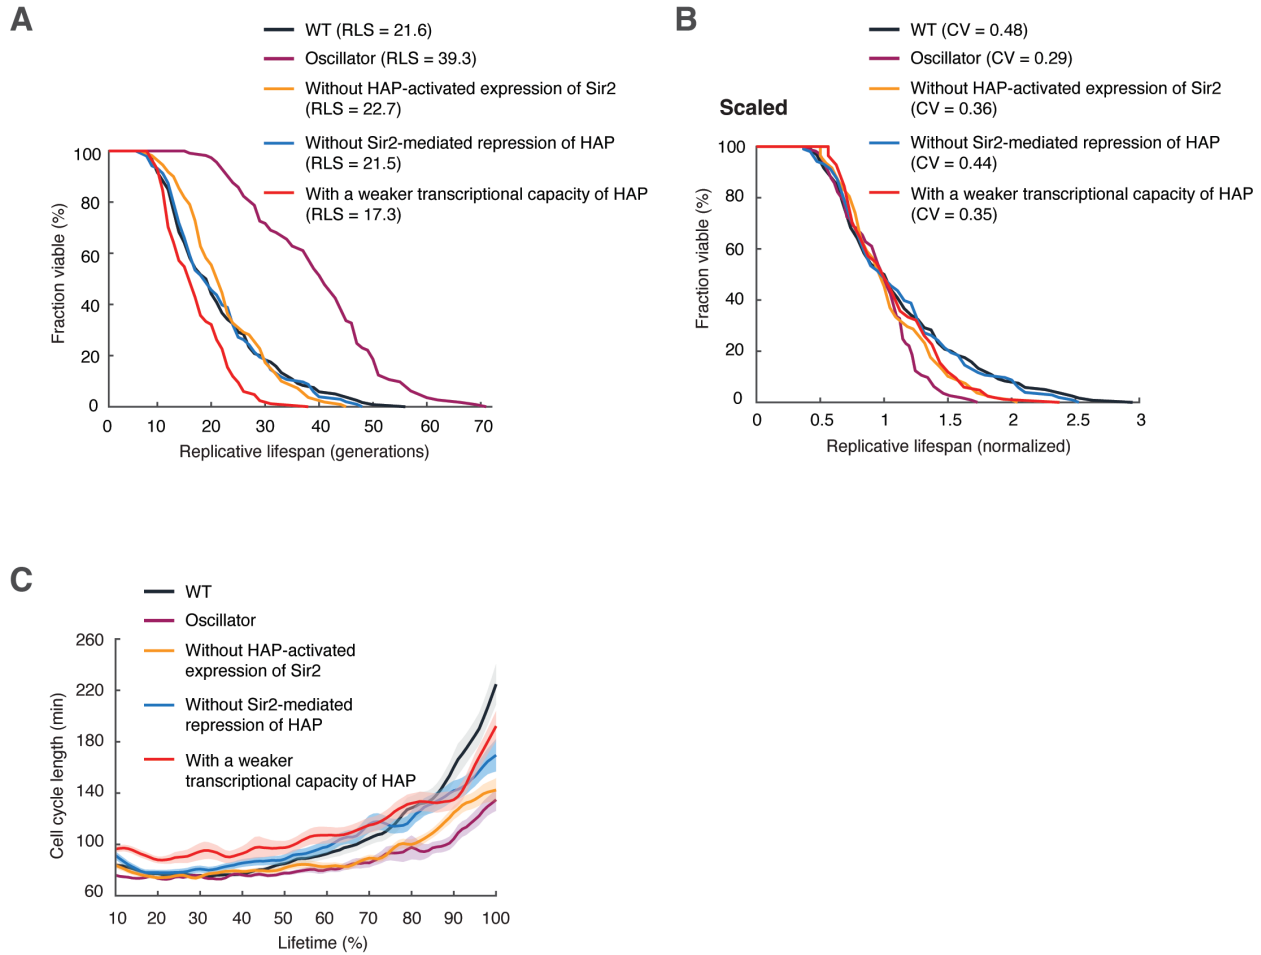 A
WT (RLS = 21.6)
Oscillator (RLS = 39.3)
Without HAP-activated expression of Sir2
(RLS = 22.7)
Without Sir2-mediated repression of HAP
(RLS = 21.5)
With a weaker transcriptional capacity of HAP
(RLS = 17.3)
Fraction viable (%)
100
80
60
40
20
0
0 10 20 30 40 50 60 70
Replicative lifespan (generations)
B
WT (CV = 0.48)
Oscillator (CV = 0.29)
Without HAP-activated expression of Sir2
(CV = 0.36)
Without Sir2-mediated repression of HAP
(CV = 0.44)
With a weaker transcriptional capacity of HAP
(CV = 0.35)
Scaled
Fraction viable (%)
100
80
60
40
20
0
0 0.5 1 1.5 2 2.5 3
Replicative lifespan (normalized)
C
WT
Oscillator
Without HAP-activated
expression of Sir2
Without Sir2-mediated
repression of HAP
With a weaker
transcriptional capacity of HAP
Cell cycle length (min)
260
220
180
140
100
60
10 20 30 40 50 60 70 80 90 100
Lifetime (%)